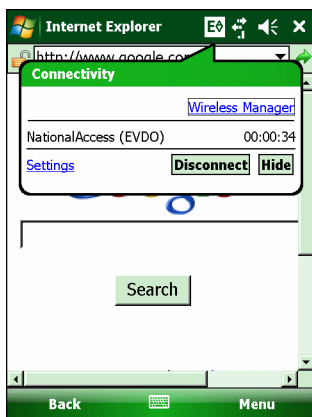 Internet Explorer
http://www.google.co
Connectivity
Wireless Manager
NationalAccess (EVDO) 00:00:34
Settings Disconnect Hide
Search
Back Menu